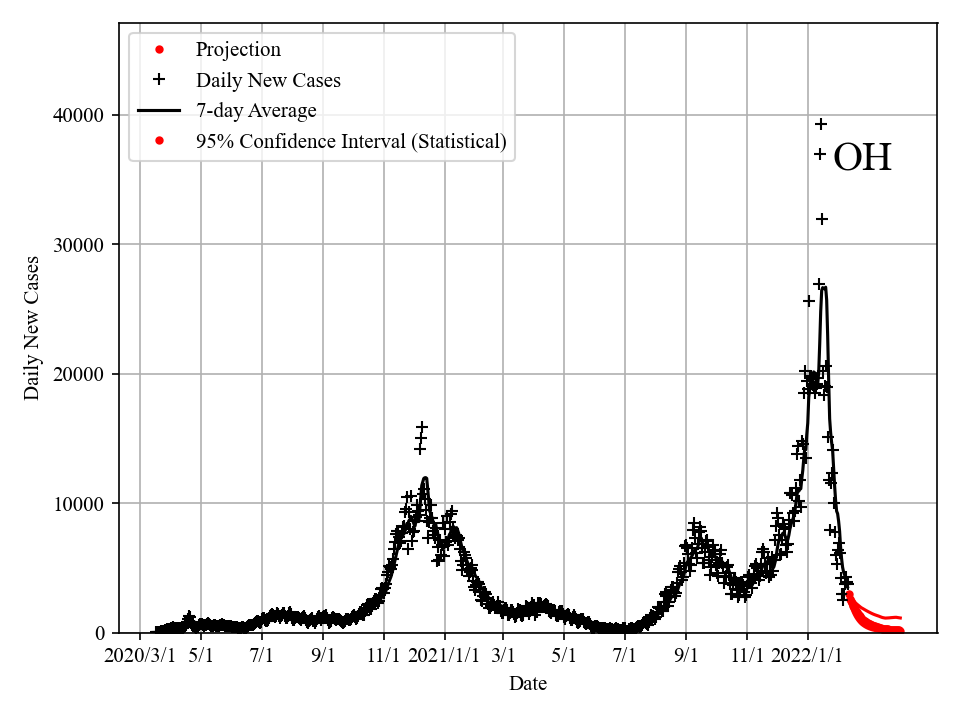 Projection
Daily New Cases
7-day Average
95% Confidence Interval (Statistical)
OH
Daily New Cases
40000
30000
20000
10000
0
2020/3/1 5/1 7/1 9/1 11/1 2021/1/1 3/1 5/1 7/1 9/1 11/1 2022/1/1
Date